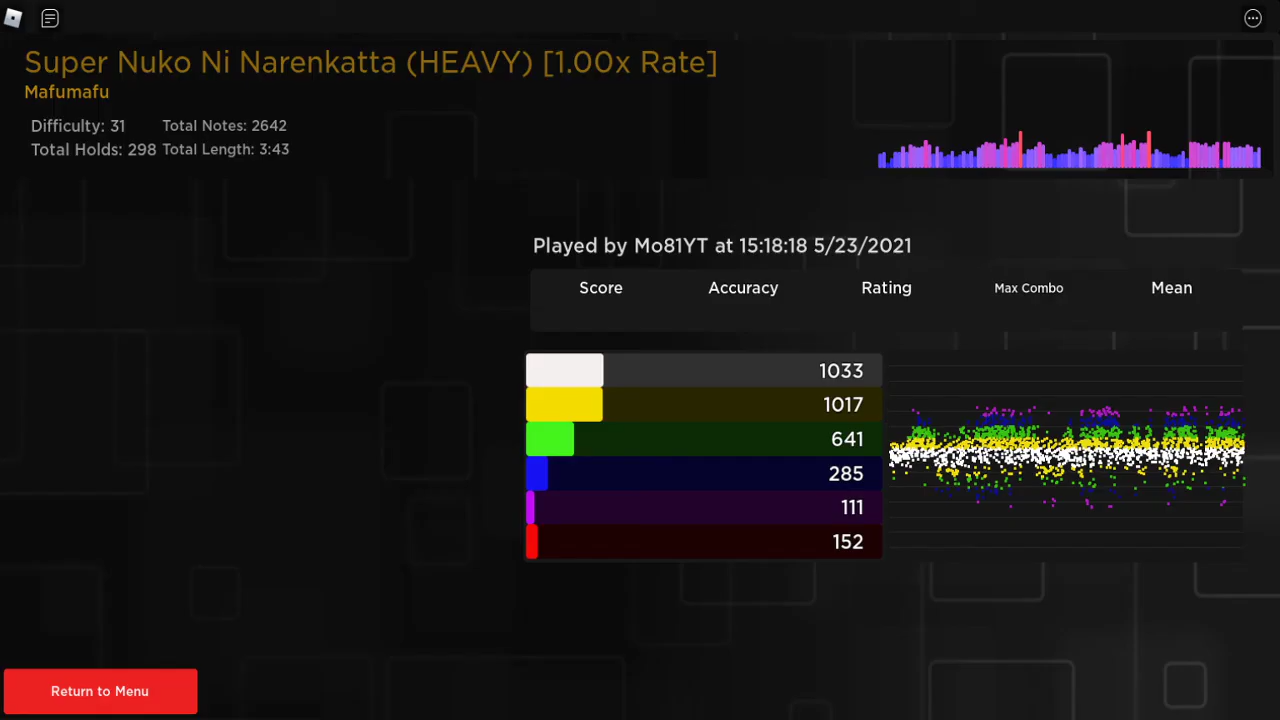 Super Nuko Ni Narenkatta (HEAVY) [1.00x Rate]
Mafumafu
Difficulty: 31 Total Notes: 2642
Total Holds: 298 Total Length: 3:43
Played by Mo81YT at 15:18:18 5/23/2021
Score Accuracy Rating Max Combo Mean
1033
1017
641
285
111
152
Return to Menu